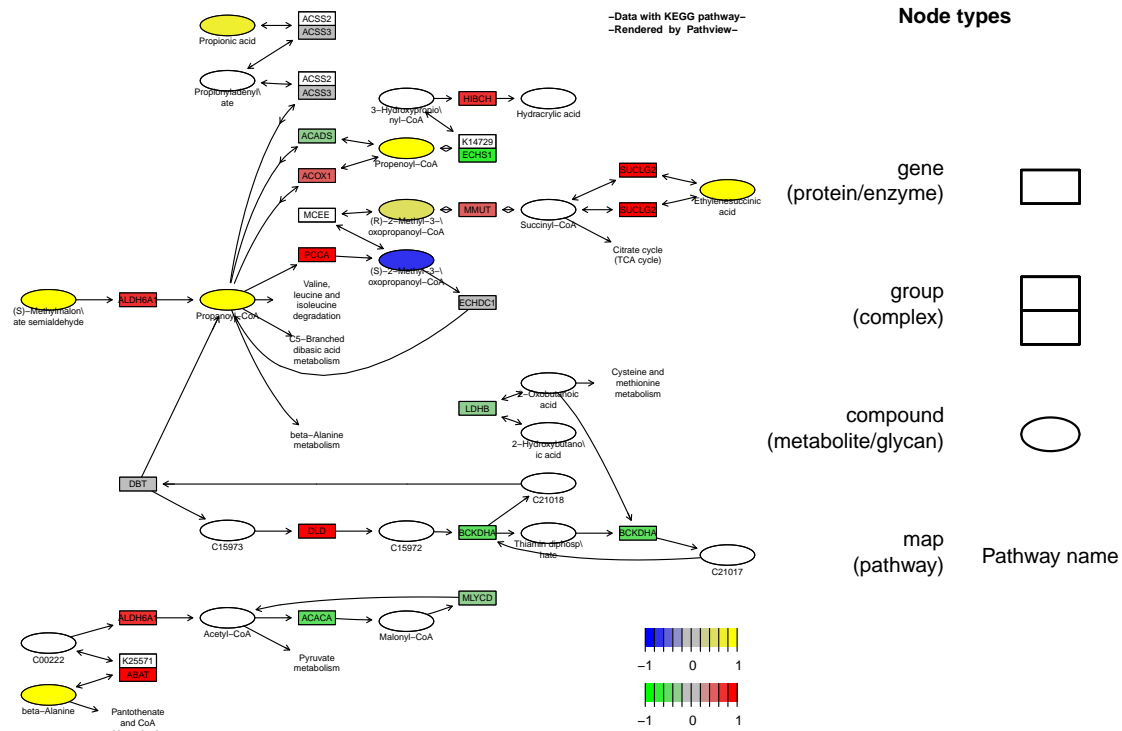 −Data with KEGG pathway−
−Rendered by Pathview−
Node types
ACSS2
ACSS3
Propionic acid
ACSS2
ACSS3
Propionyladenyl\
ate
3−Hydroxypropio\
nyl−CoA
HIBCH
Hydracrylic acid
ACADS
K14729
ECHS1
Propenoyl−CoA
ACOX1
SUCLG2
Ethylenesuccinic
acid
gene
(protein/enzyme)
MCEE
(R)−2−Methyl−3−\
oxopropanoyl−CoA
MMUT
Succinyl−CoA
SUCLG2
Citrate cycle
(TCA cycle)
PCCA
(S)−2−Methyl−3−\
oxopropanoyl−CoA
Valine,
leucine and
isoleucine
degradation
ECHDC1
group
(complex)
(S)−Methylmalon\
ate semialdehyde
ALDH6A1
Propanoyl−CoA
C5−Branched
dibasic acid
metabolism
Cysteine and
methionine
metabolism
2−Oxobutanoic
acid
LDHB
2−Hydroxybutano\
ic acid
compound
(metabolite/glycan)
beta−Alanine
metabolism
DBT
C21018
C15973
DLD
C15972
BCKDHA
Thiamin diphosp\
hate
BCKDHA
C21017
map
(pathway)
Pathway name
MLYCD
ALDH6A1
Acetyl−CoA
ACACA
Malonyl−CoA
C00222
K25571
ABAT
Pyruvate
metabolism
beta−Alanine
Pantothenate
and CoA
−1 0 1
−1 0 1